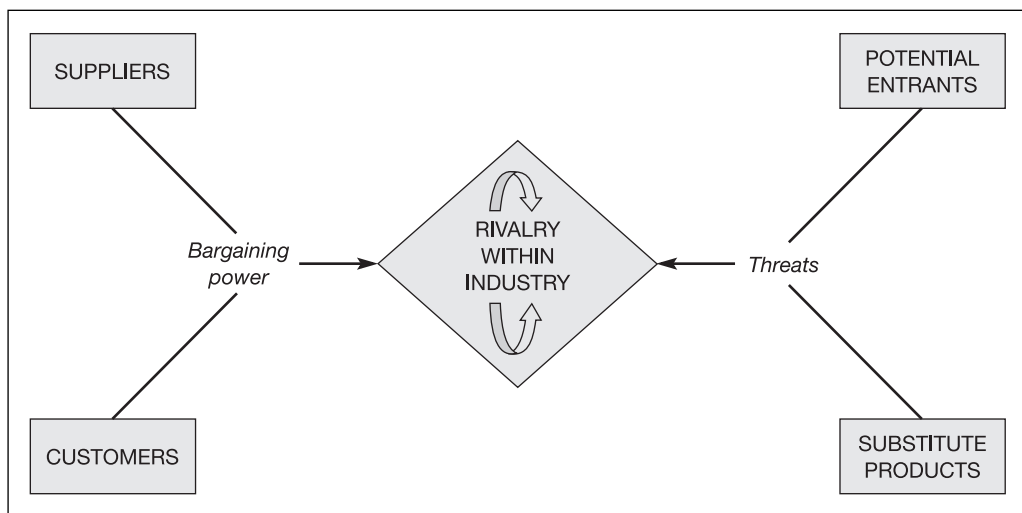 SUPPLIERS
POTENTIAL
ENTRANTS
RIVALRY
WITHIN
INDUSTRY
Bargaining
power
Threats
CUSTOMERS
SUBSTITUTE
PRODUCTS